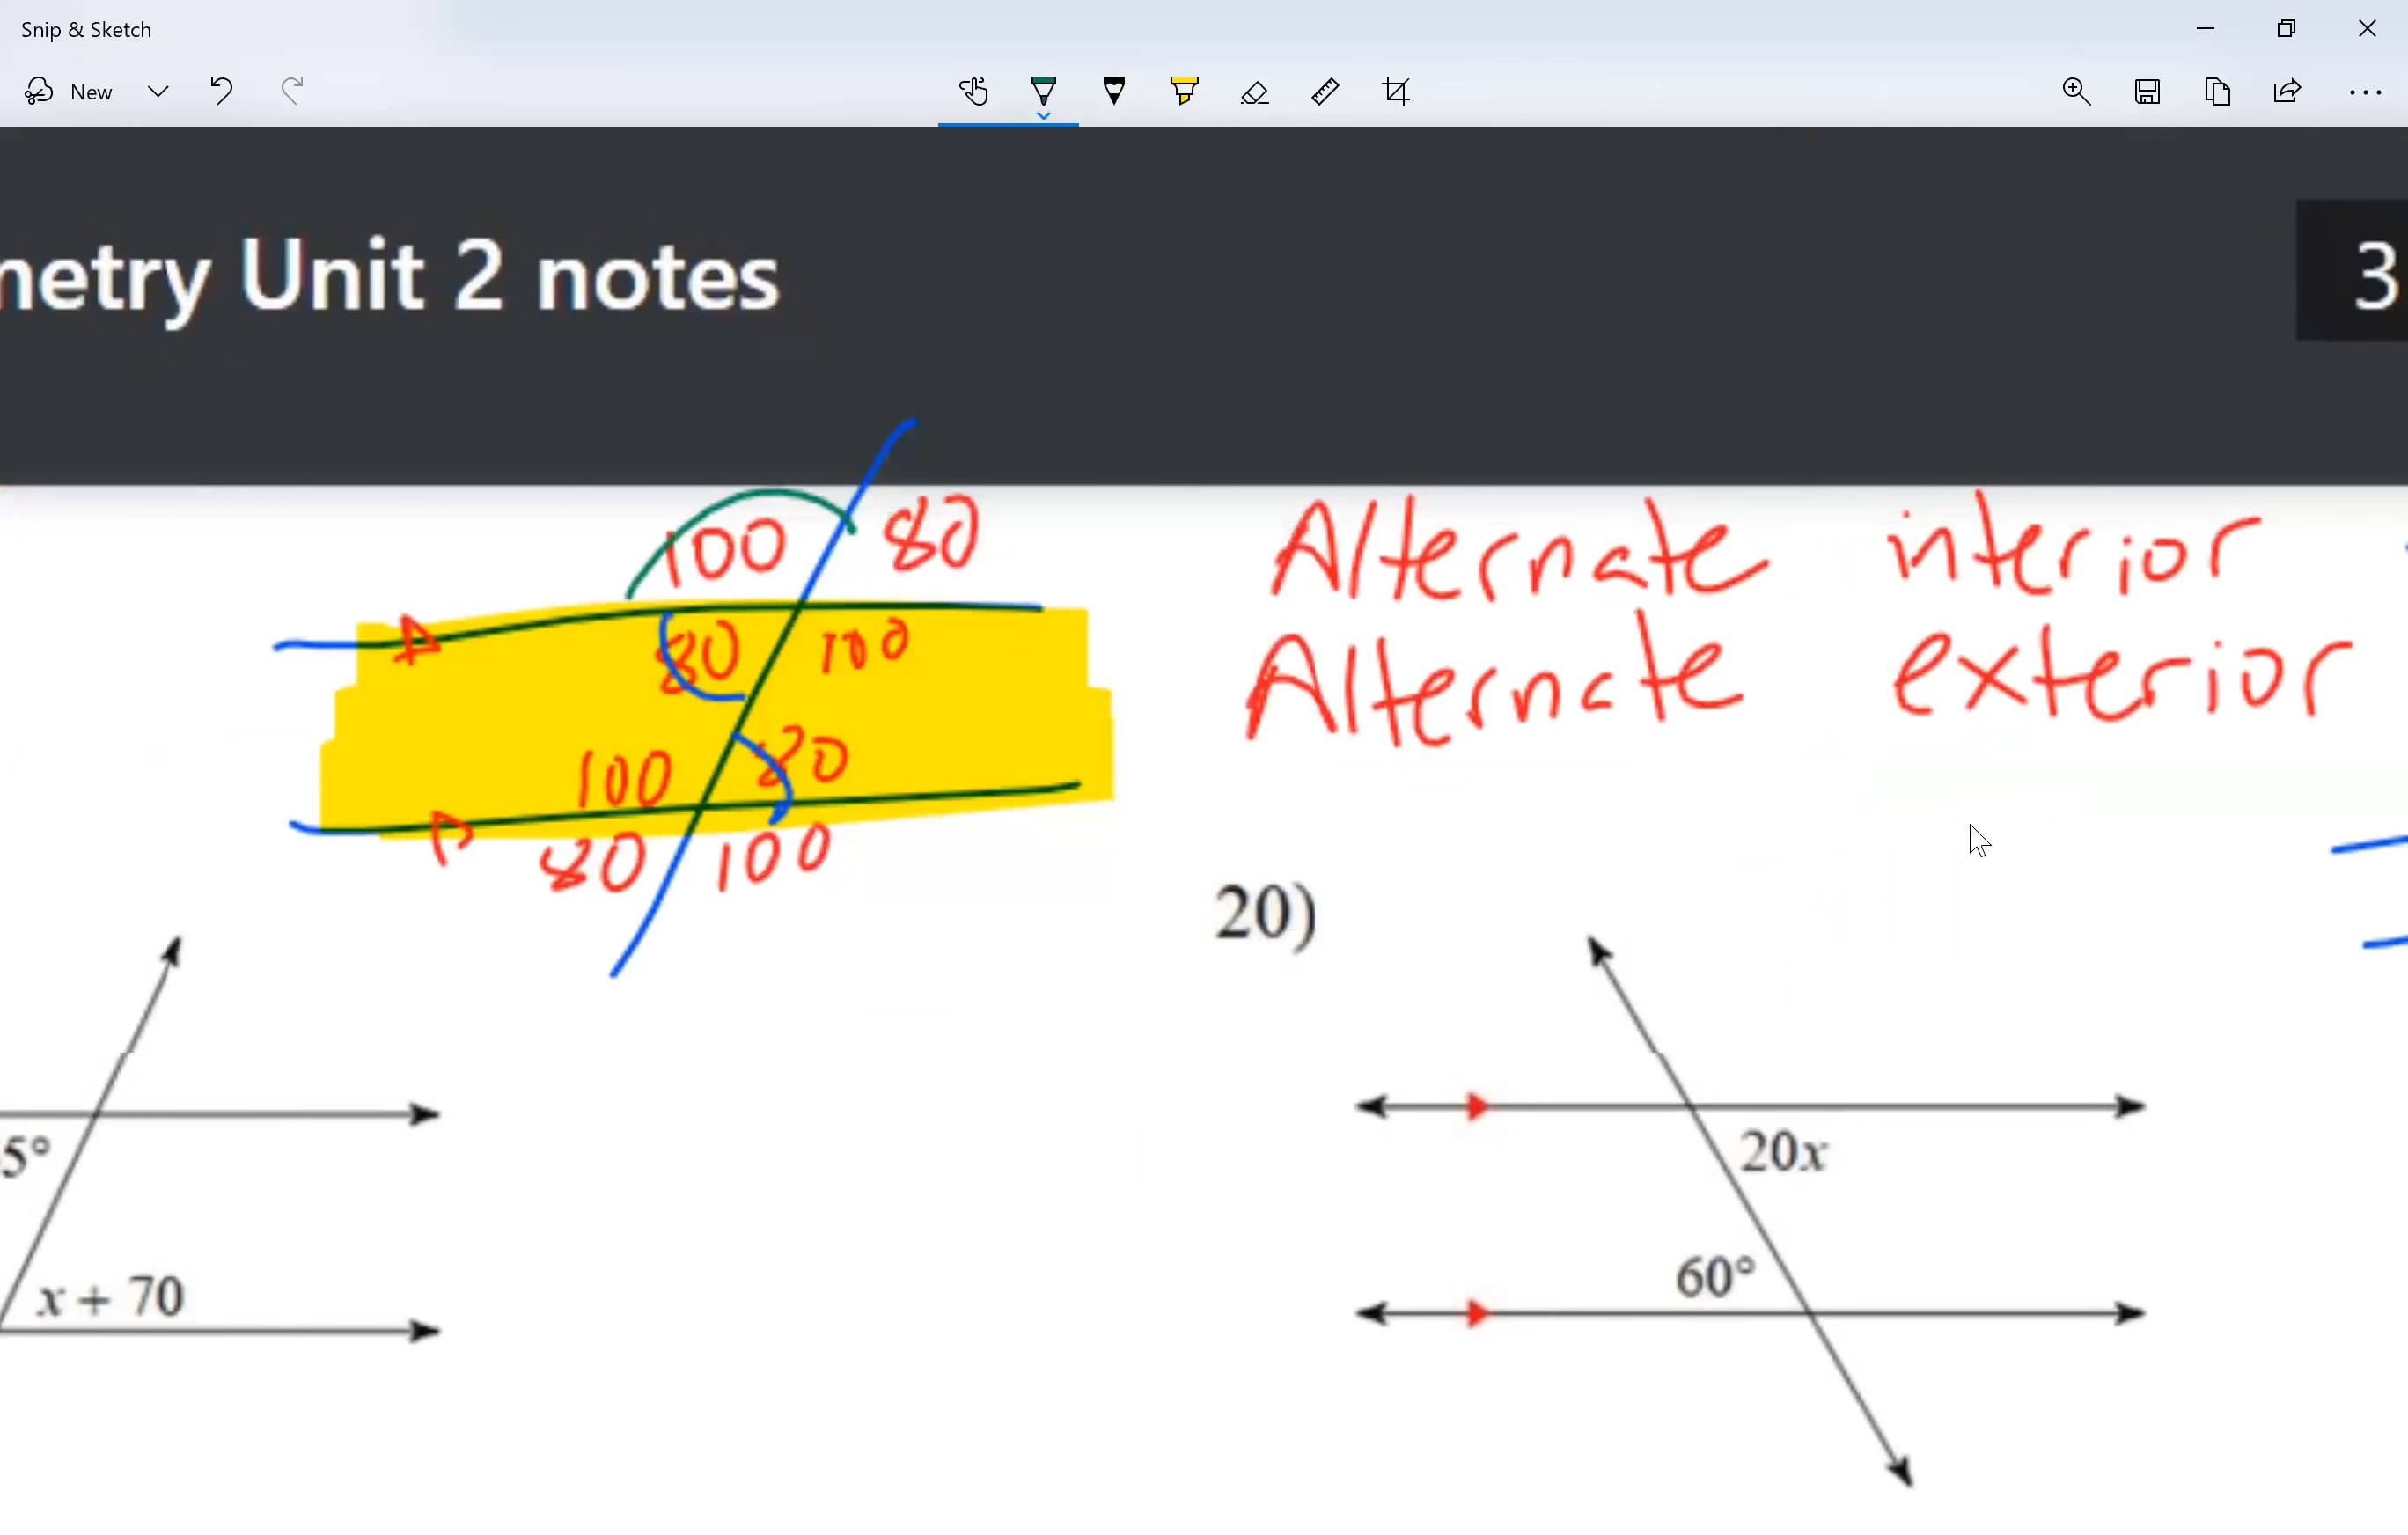 Snip & Sketch
New
metry Unit 2 notes
3
100 80
80 100
100 80
80 100
Alternate interior
Alternate exterior
5°
x + 70
20)
20x
60°